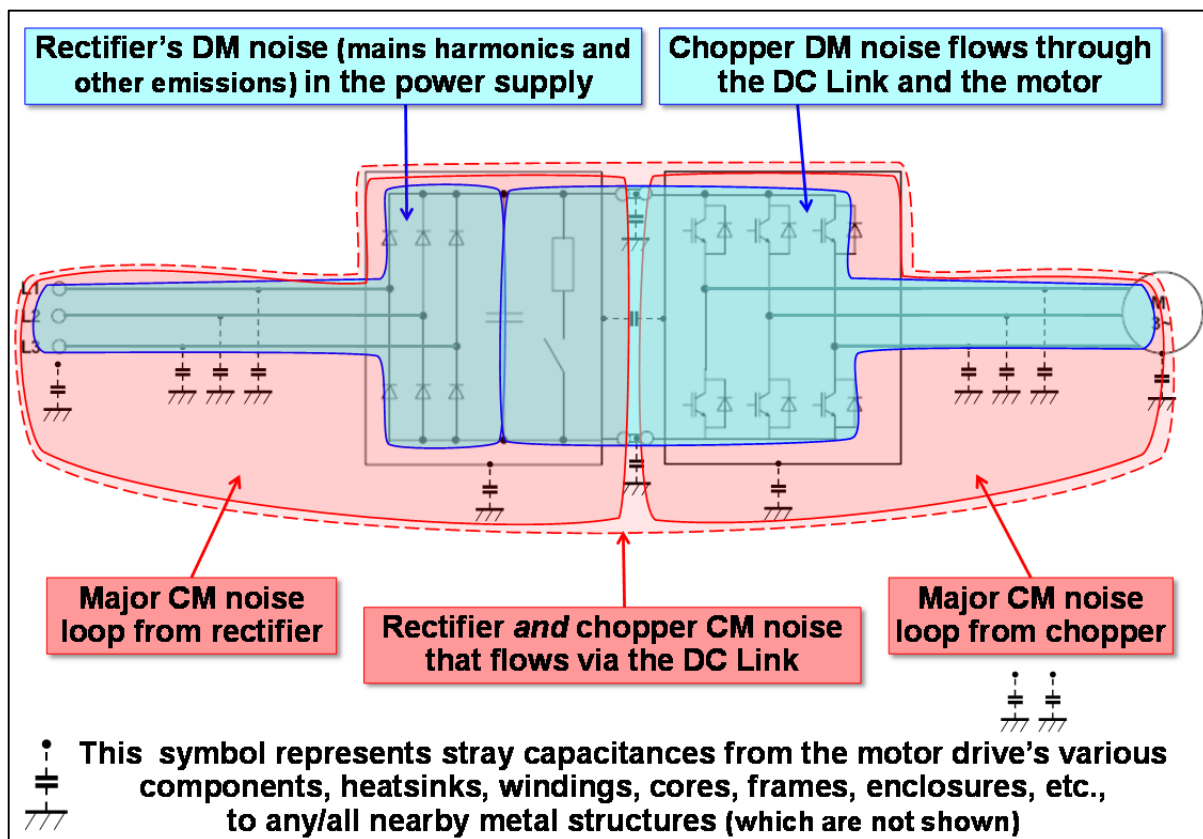 Rectifier’s DM noise (mains harmonics and
other emissions) in the power supply
Chopper DM noise flows through
the DC Link and the motor
L1
L2
L3
M
3~
Major CM noise
loop from rectifier
Rectifier and chopper CM noise
that flows via the DC Link
Major CM noise
loop from chopper
This symbol represents stray capacitances from the motor drive’s various
components, heatsinks, windings, cores, frames, enclosures, etc.,
to any/all nearby metal structures (which are not shown)